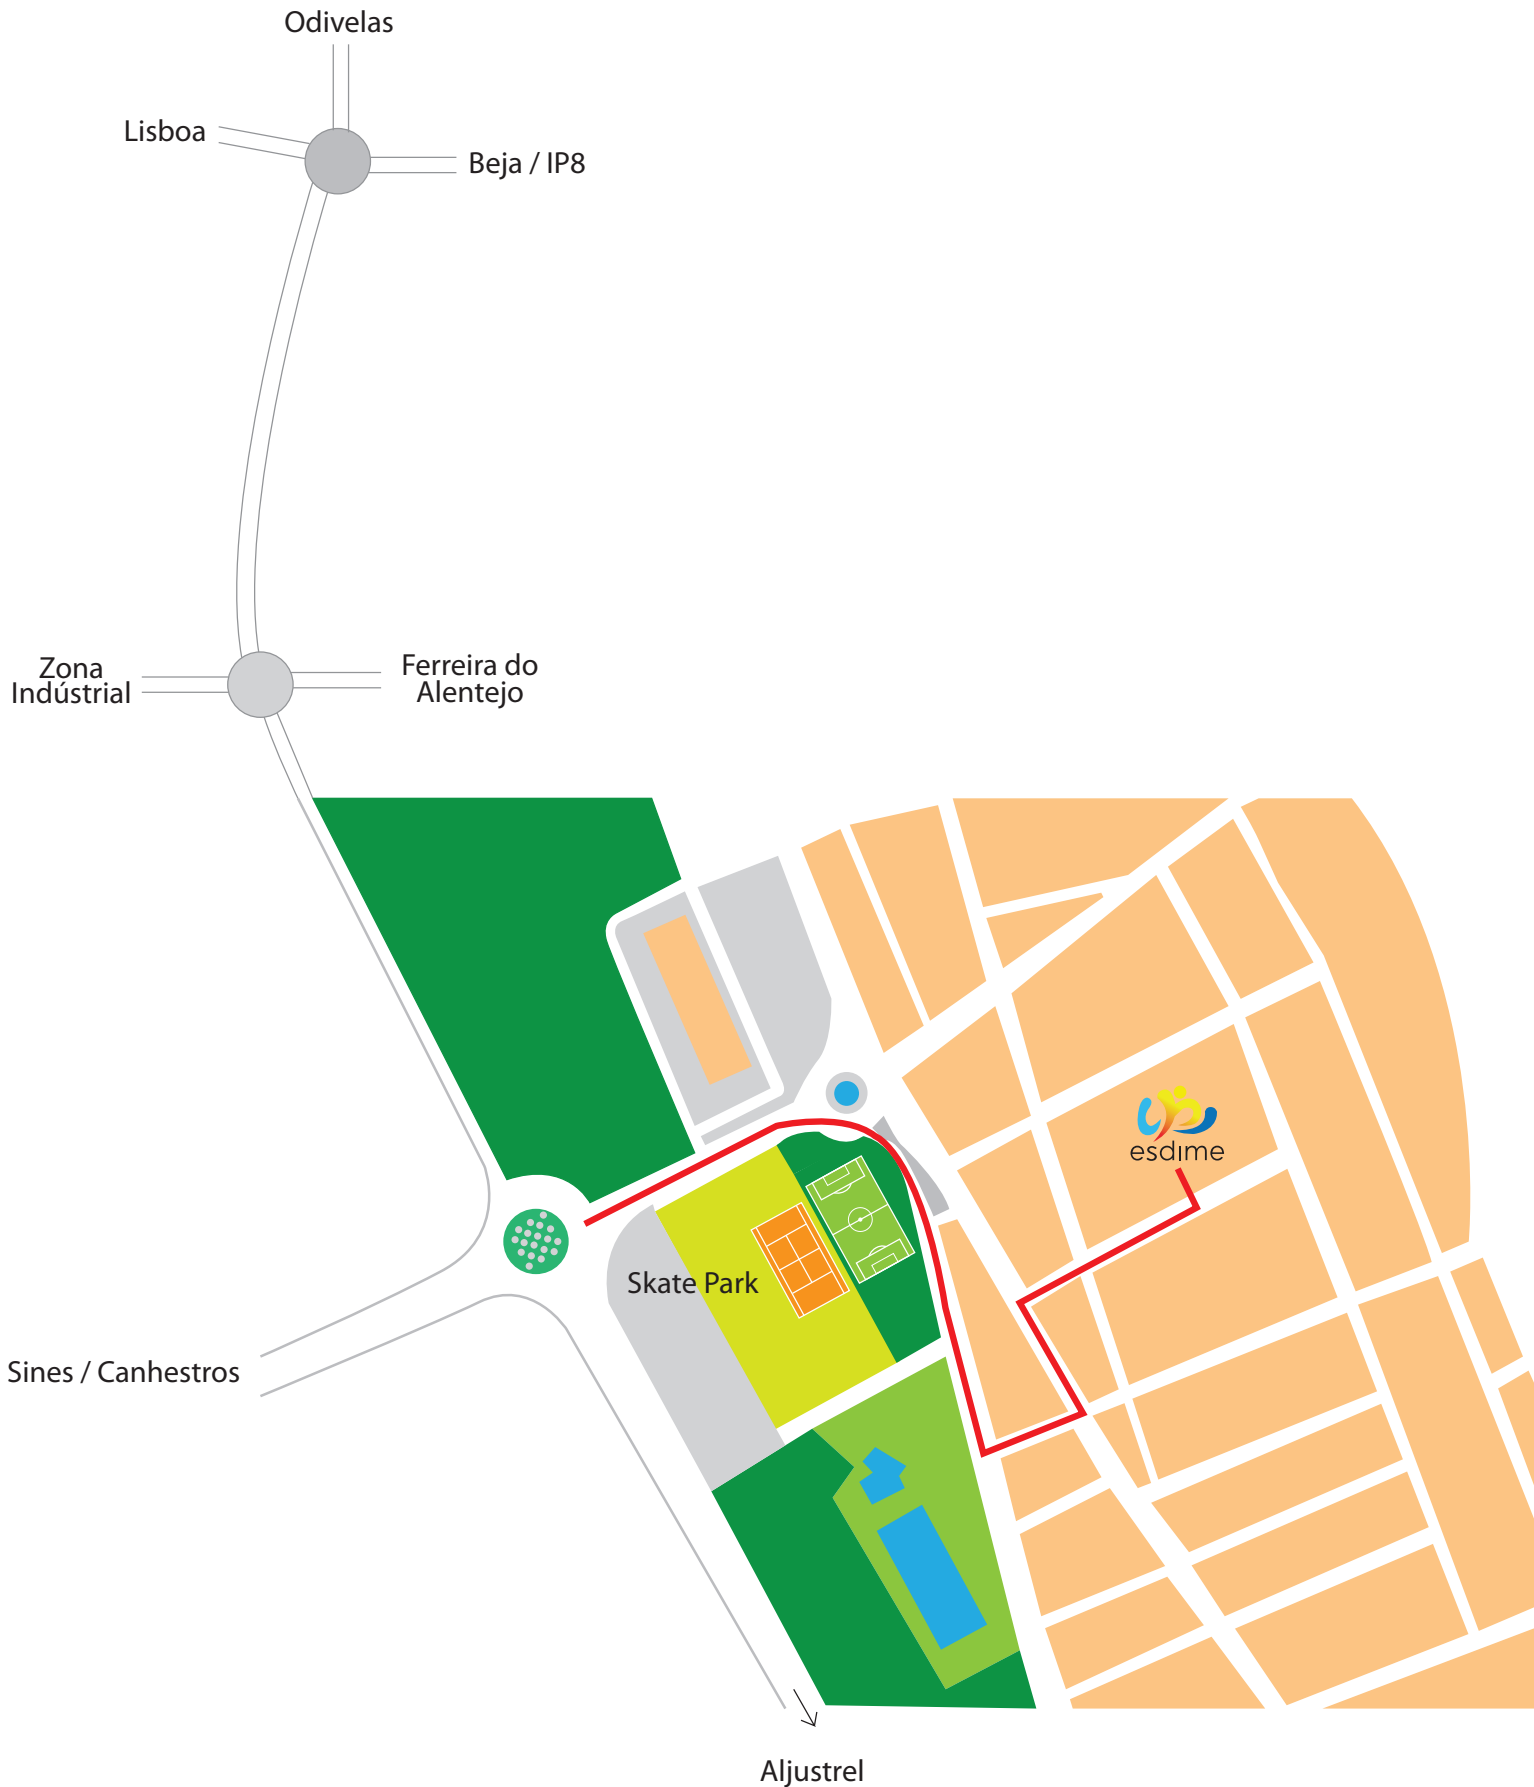 Odivelas
Lisboa
Beja / IP8
Zona
Indústrial
Ferreira do
Alentejo
esdime
Skate Park
Sines / Canhestros
Aljustrel